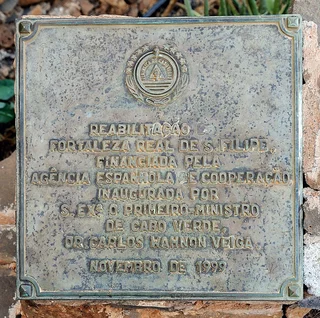 REABILITAÇÃO
FORTALEZA REAL DE S. FILIPE
FINANCIADA PELA
AGÊNCIA ESPANHOLA DE COOPERAÇÃO
INAUGURADA POR
S. EXª O PRIMEIRO-MINISTRO
DE CABO VERDE,
DR. CARLOS WAHNON VEIGA
NOVEMBRO DE 1999